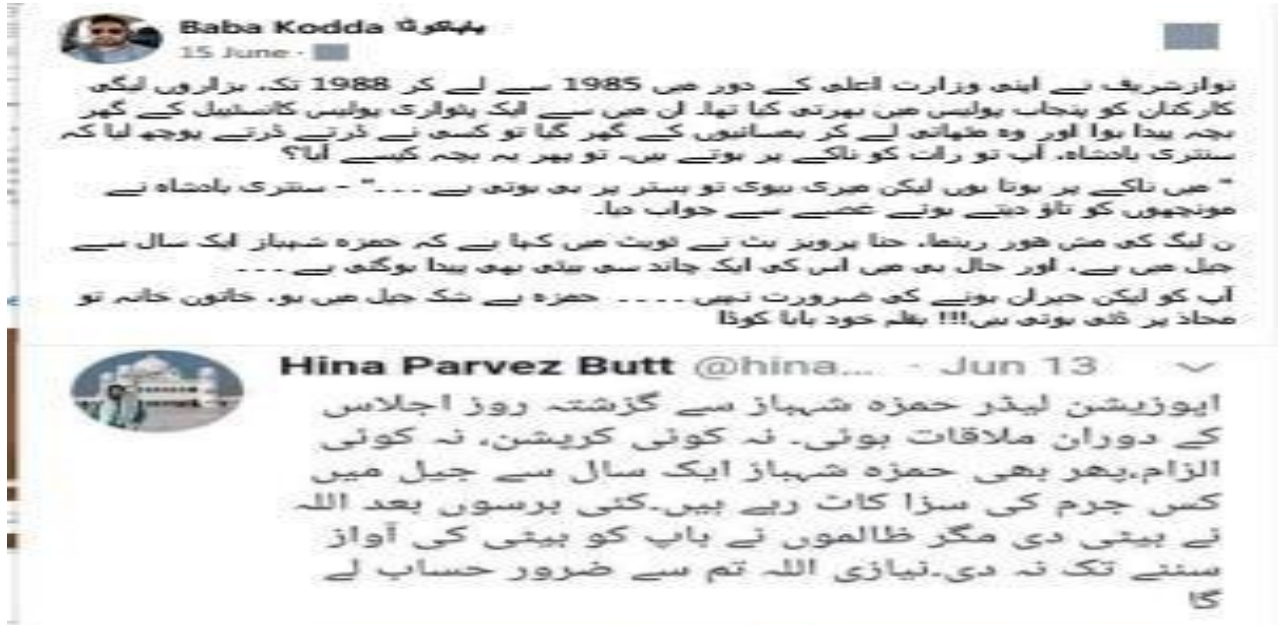 Baba Kodda باباکوڈا
15 June ·
نوازشریف نے اپنی وزارت اعلی کے دور میں 1985 سے لے کر 1988 تک، ہزاروں لیگی
کارکنان کو پنجاب پولیس میں بھرتی کیا تھا۔ ان میں سے ایک پٹواری پولیس کانسٹیبل کے گھر
بچہ پیدا ہوا اور وہ مٹھائی لے کر ہمسائیوں کے گھر گیا تو کسی نے ڈرتے ڈرتے پوچھ لیا کہ
سنتری بادشاہ، آپ تو رات کو ناکے پر ہوتے ہیں، تو پھر یہ بچہ کیسے آیا؟
" میں ناکے پر ہوتا ہوں لیکن میری بیوی تو بستر پر ہی ہوتی ہے ۔۔۔" - سنتری بادشاہ نے
مونچھوں کو تاؤ دیتے ہوئے غصے سے جواب دیا۔
ن لیگ کی مش ہور رہنما، حنا پرویز بٹ نے ٹویٹ میں کہا ہے کہ حمزہ شہباز ایک سال سے
جیل میں ہے، اور حال ہی میں اس کی ایک چاند سی بیٹی بھی پیدا ہوگئی ہے ۔۔۔
آپ کو لیکن حیران ہونے کی ضرورت نہیں ۔۔۔۔ حمزہ بے شک جیل میں ہو، خاتون خانہ تو
محاذ پر ڈٹی ہوتی ہیں!!! بقلم خود بابا کوڈا
Hina Parvez Butt @hina... · Jun 13
اپوزیشن لیڈر حمزہ شہباز سے گزشتہ روز اجلاس
کے دوران ملاقات ہوئی۔ نہ کوئی کرپشن، نہ کوئی
الزام،پھر بھی حمزہ شہباز ایک سال سے جیل میں
کس جرم کی سزا کاٹ رہے ہیں۔کئی برسوں بعد اللہ
نے بیٹی دی مگر ظالموں نے باپ کو بیٹی کی آواز
سننے تک نہ دی۔نیازی اللہ تم سے ضرور حساب لے
گا